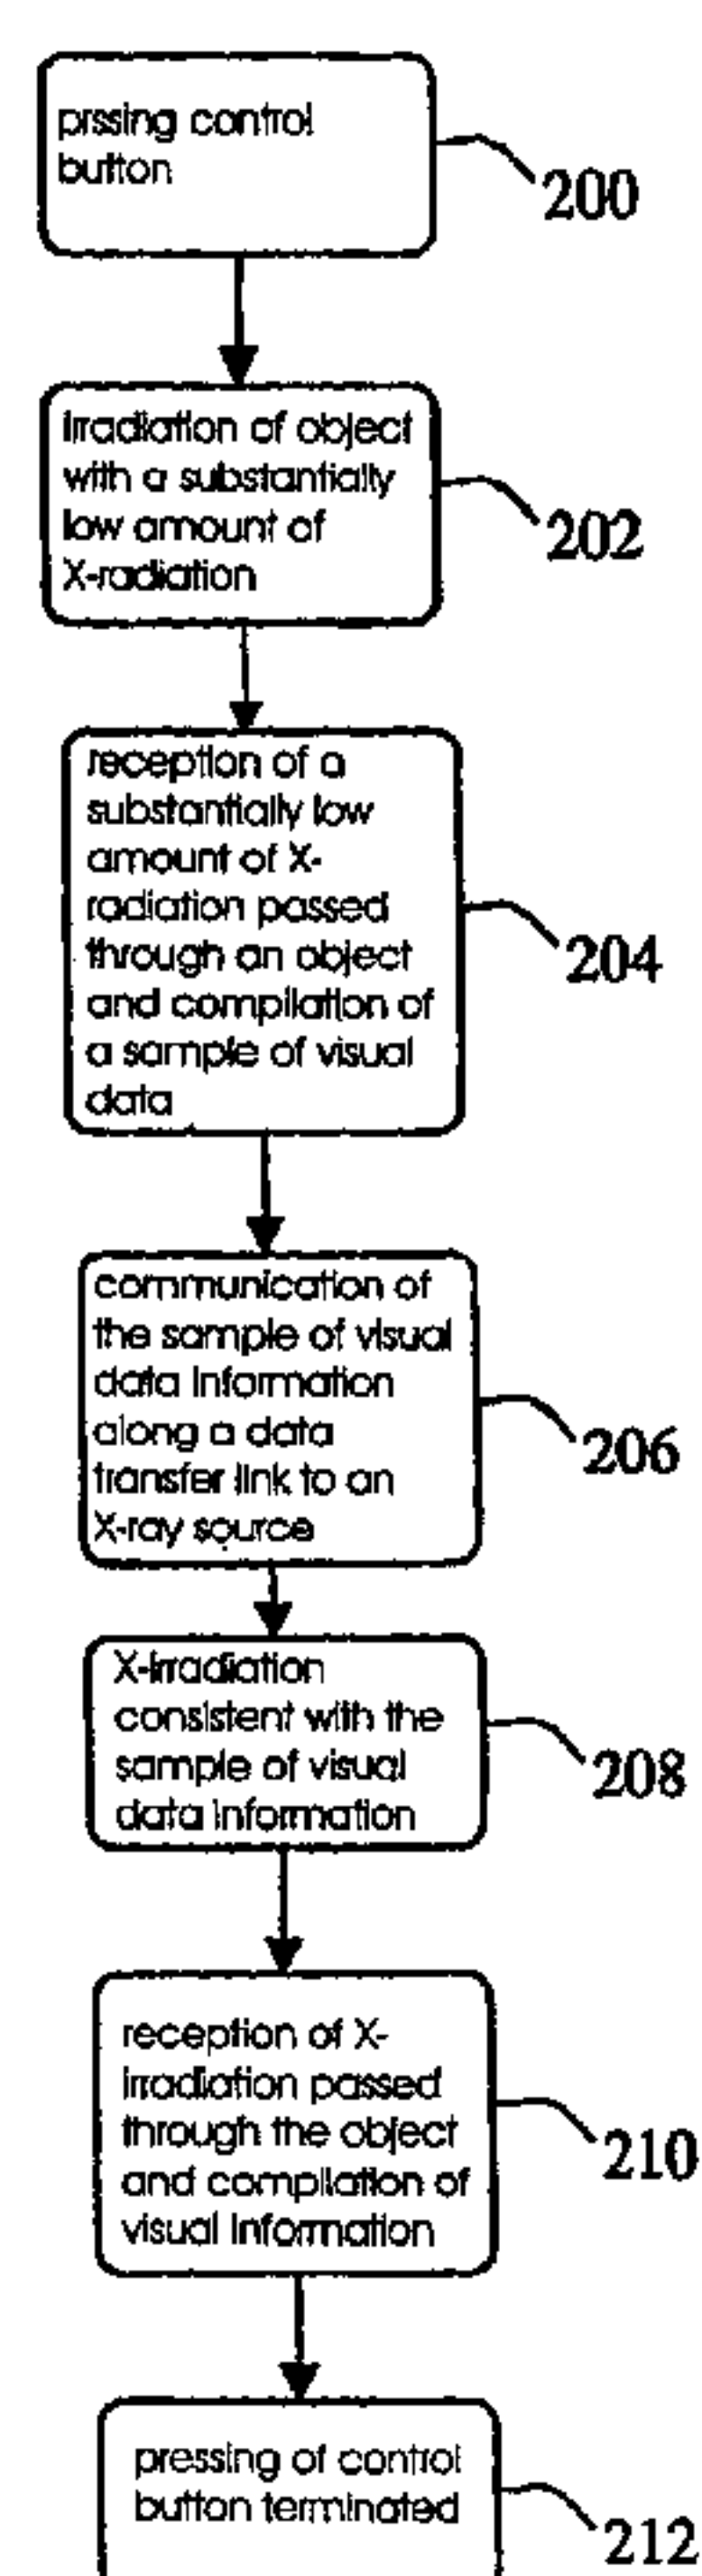 prssing control
button
200
irradiation of object
with a substantially
low amount of
X-radiation
202
reception of a
substantially low
amount of X-
radiation passed
through an object
and compilation of
a sample of visual
data
204
communication of
the sample of visual
data information
along a data
transfer link to an
X-ray source
206
X-irradiation
consistent with the
sample of visual
data information
208
reception of X-
irradiation passed
through the object
and compilation of
visual information
210
pressing of control
button terminated
212